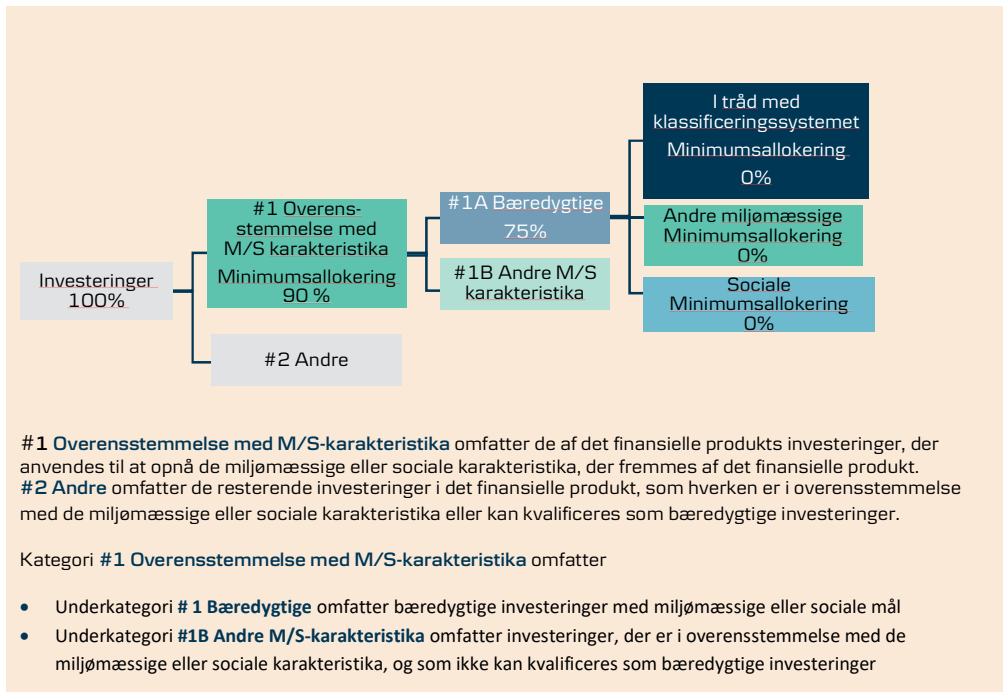 Investeringer
100%
#1 Overens-
stemmelse med
M/S karakteristika
Minimumsallokering
90 %
#2 Andre
#1A Bæredygtige
75%
#1B Andre M/S
karakteristika
I tråd med
klassificeringssystemet
Minimumsallokering
0%
Andre miljømæssige
Minimumsallokering
0%
Sociale
Minimumsallokering
0%
#1 Overensstemmelse med M/S-karakteristika omfatter de af det finansielle produkts investeringer, der
anvendes til at opnå de miljømæssige eller sociale karakteristika, der fremmes af det finansielle produkt.
#2 Andre omfatter de resterende investeringer i det finansielle produkt, som hverken er i overensstemmelse
med de miljømæssige eller sociale karakteristika eller kan kvalificeres som bæredygtige investeringer.
Kategori #1 Overensstemmelse med M/S-karakteristika omfatter
• Underkategori # 1 Bæredygtige omfatter bæredygtige investeringer med miljømæssige eller sociale mål
• Underkategori #1B Andre M/S-karakteristika omfatter investeringer, der er i overensstemmelse med de
miljømæssige eller sociale karakteristika, og som ikke kan kvalificeres som bæredygtige investeringer